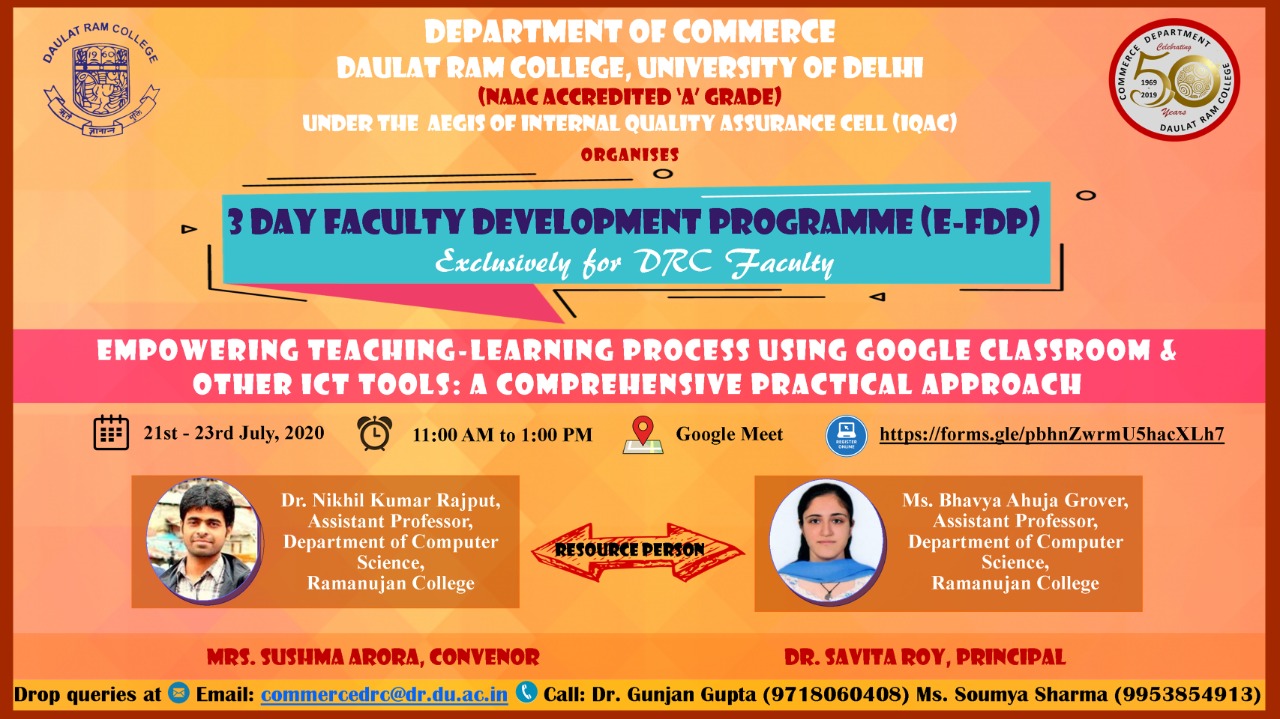 DAULAT RAM COLLEGE
1960
DEPARTMENT OF COMMERCE
DAULAT RAM COLLEGE, UNIVERSITY OF DELHI
(NAAC ACCREDITED ‘A’ GRADE)
UNDER THE AEGIS OF INTERNAL QUALITY ASSURANCE CELL (IQAC)
ORGANISES
COMMERCE DEPARTMENT
Celebrating
50
1969
2019
Years
DAULAT RAM COLLEGE
3 DAY FACULTY DEVELOPMENT PROGRAMME (E-FDP)
Exclusively for DRC Faculty
EMPOWERING TEACHING-LEARNING PROCESS USING GOOGLE CLASSROOM &
OTHER ICT TOOLS: A COMPREHENSIVE PRACTICAL APPROACH
21st - 23rd July, 2020
11:00 AM to 1:00 PM
Google Meet
REGISTER
ONLINE
https://forms.gle/pbhnZwrmU5hacXLh7
Dr. Nikhil Kumar Rajput,
Assistant Professor,
Department of Computer
Science,
Ramanujan College
RESOURCE PERSON
Ms. Bhavya Ahuja Grover,
Assistant Professor,
Department of Computer
Science,
Ramanujan College
MRS. SUSHMA ARORA, CONVENOR
DR. SAVITA ROY, PRINCIPAL
Drop queries at Email: commercedrc@dr.du.ac.in Call: Dr. Gunjan Gupta (9718060408) Ms. Soumya Sharma (9953854913)